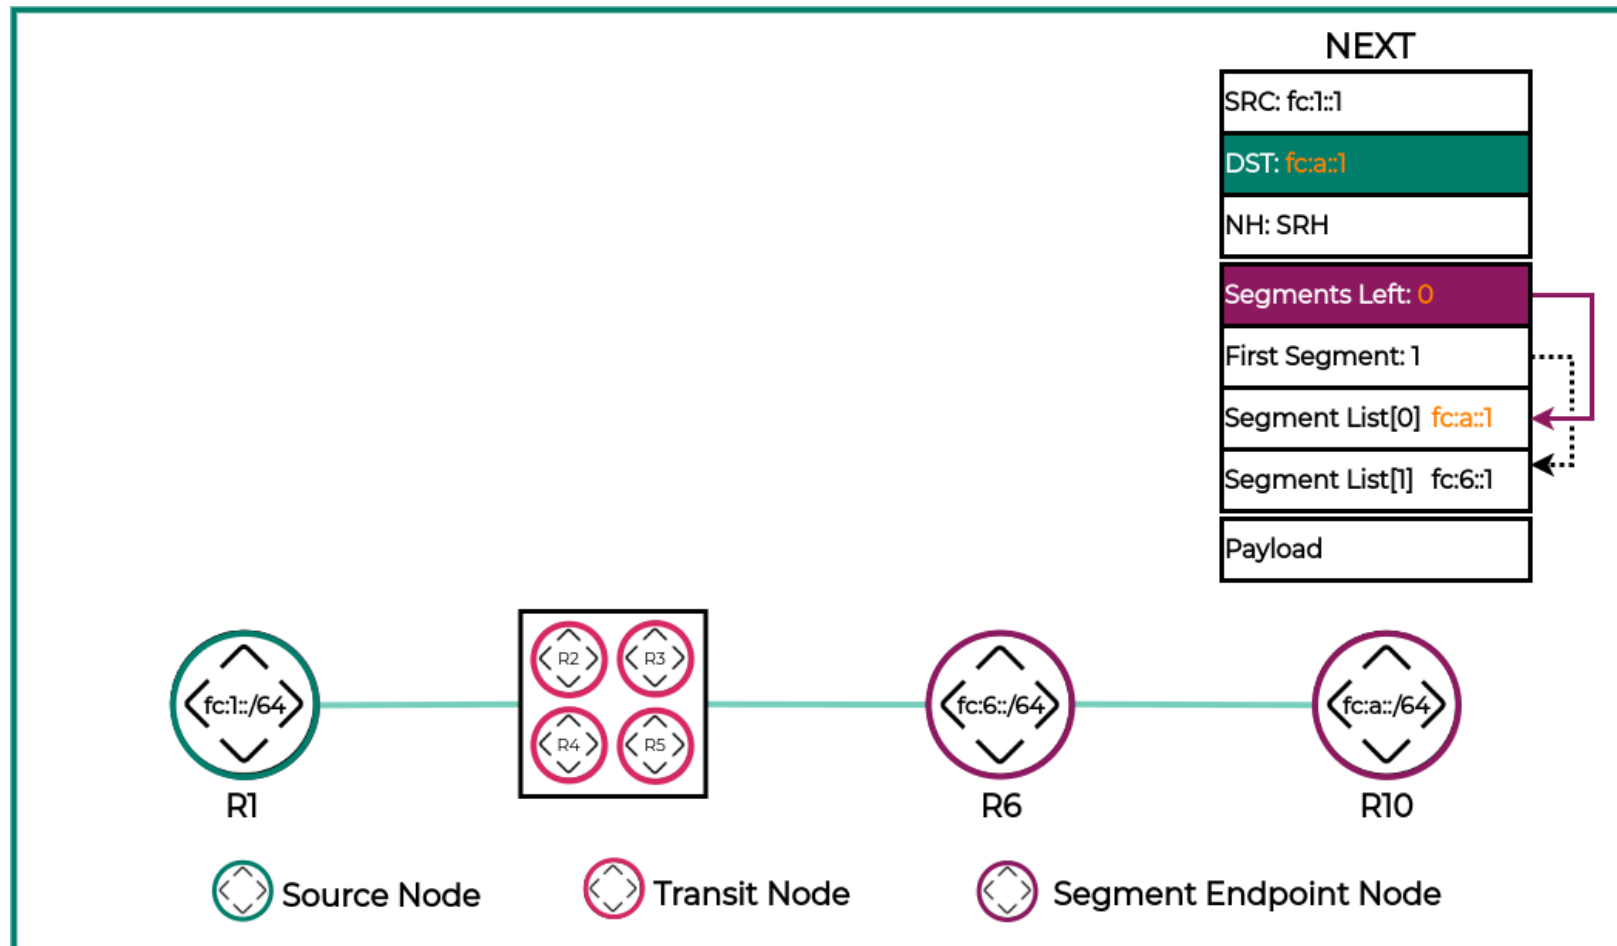 NEXT
SRC: fc:1::1
DST: fc:a::1
NH: SRH
Segments Left: 0
First Segment: 1
Segment List[0] fc:a::1
Segment List[1] fc:6::1
Payload
R2 R3
fc:1::/64 fc:6::/64 fc:a::/64
R4 R5
R1 R6 R10
Source Node Transit Node Segment Endpoint Node